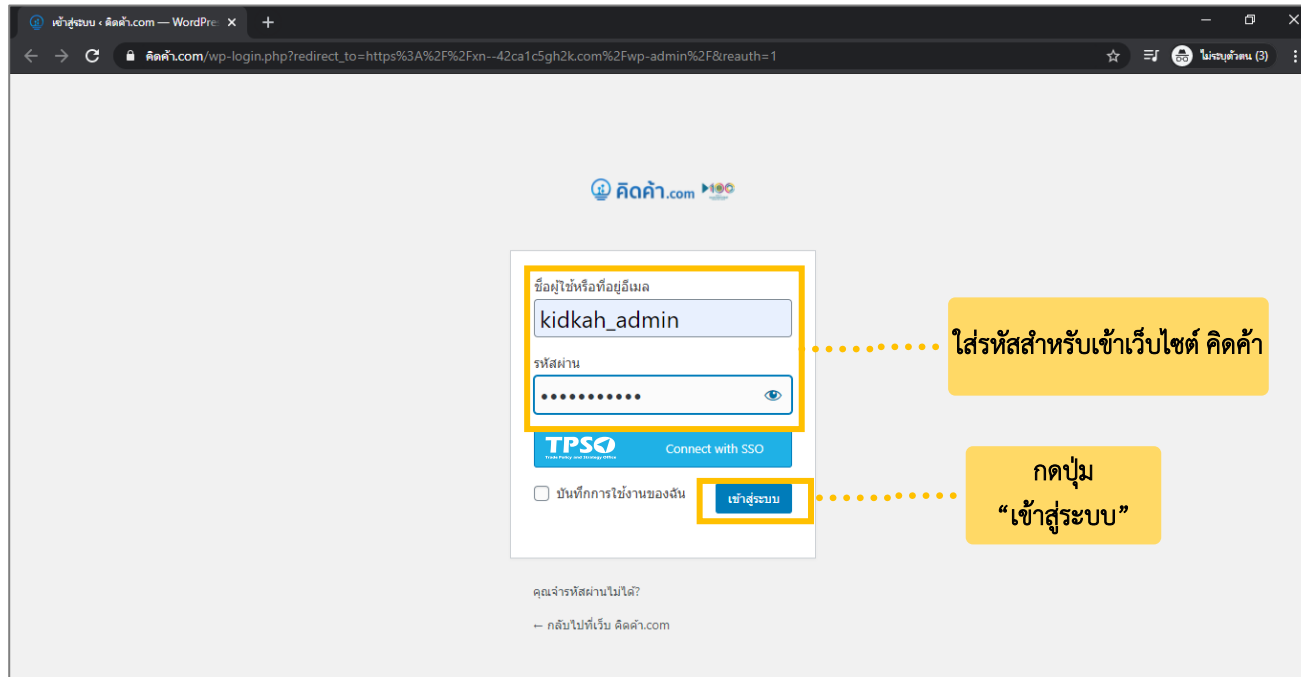 เข้าสู่ระบบ ‹ คิดค้า.com — WordPre
คิดค้า.com/wp-login.php?redirect_to=https%3A%2F%2Fxn--42ca1c5gh2k.com%2Fwp-admin%2F&reauth=1
ไม่ระบุตัวตน (3)
คิดค้า.com
ชื่อผู้ใช้หรือที่อยู่อีเมล
kidkah_admin
ใส่รหัสสำหรับเข้าเว็บไซต์ คิดค้า
รหัสผ่าน
•••••••••••
TPSO
Trade Policy and Strategy Office
Connect with SSO
บันทึกการใช้งานของฉัน
เข้าสู่ระบบ
กดปุ่ม
“เข้าสู่ระบบ”
คุณจำรหัสผ่านไม่ได้?
← กลับไปที่เว็บ คิดค้า.com